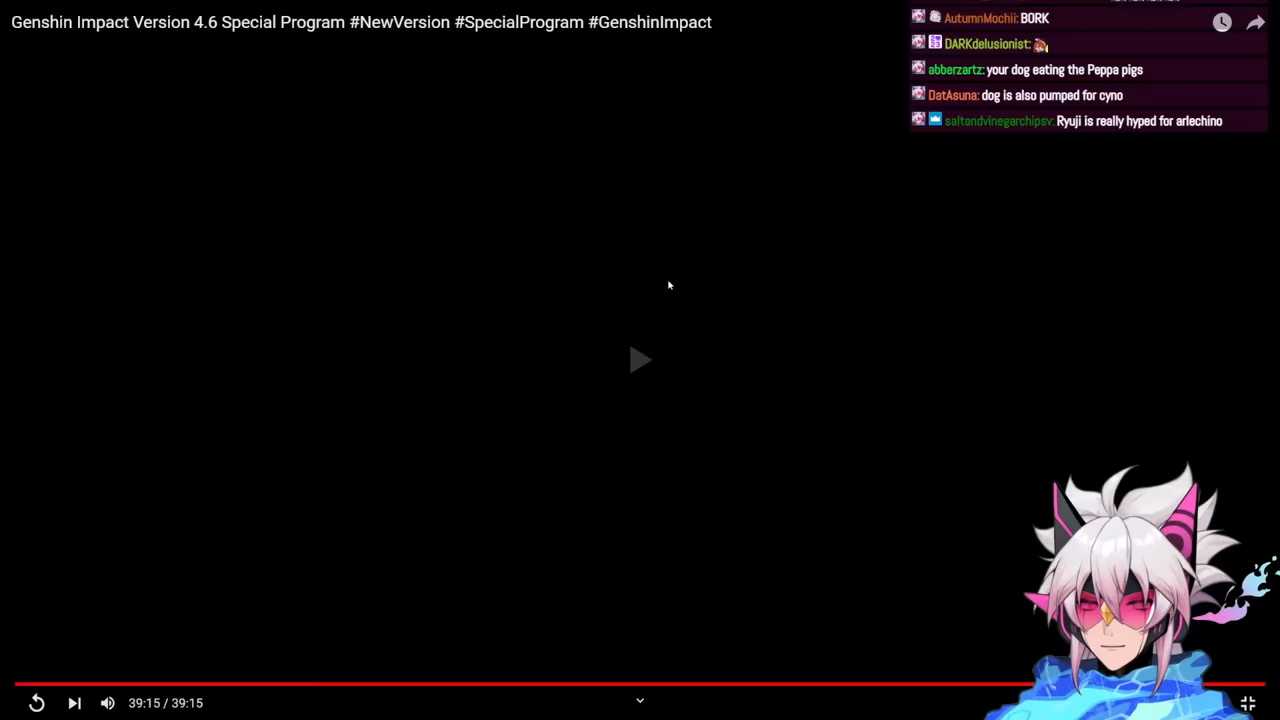 Genshin Impact Version 4.6 Special Program #NewVersion #SpecialProgram #GenshinImpact
AutumnMochii: BORK
DARKdelusionist:
abberzartz: your dog eating the Peppa pigs
DatAsuna: dog is also pumped for cyno
saltandvinegarchipsv: Ryuji is really hyped for arlechino
39:15 / 39:15